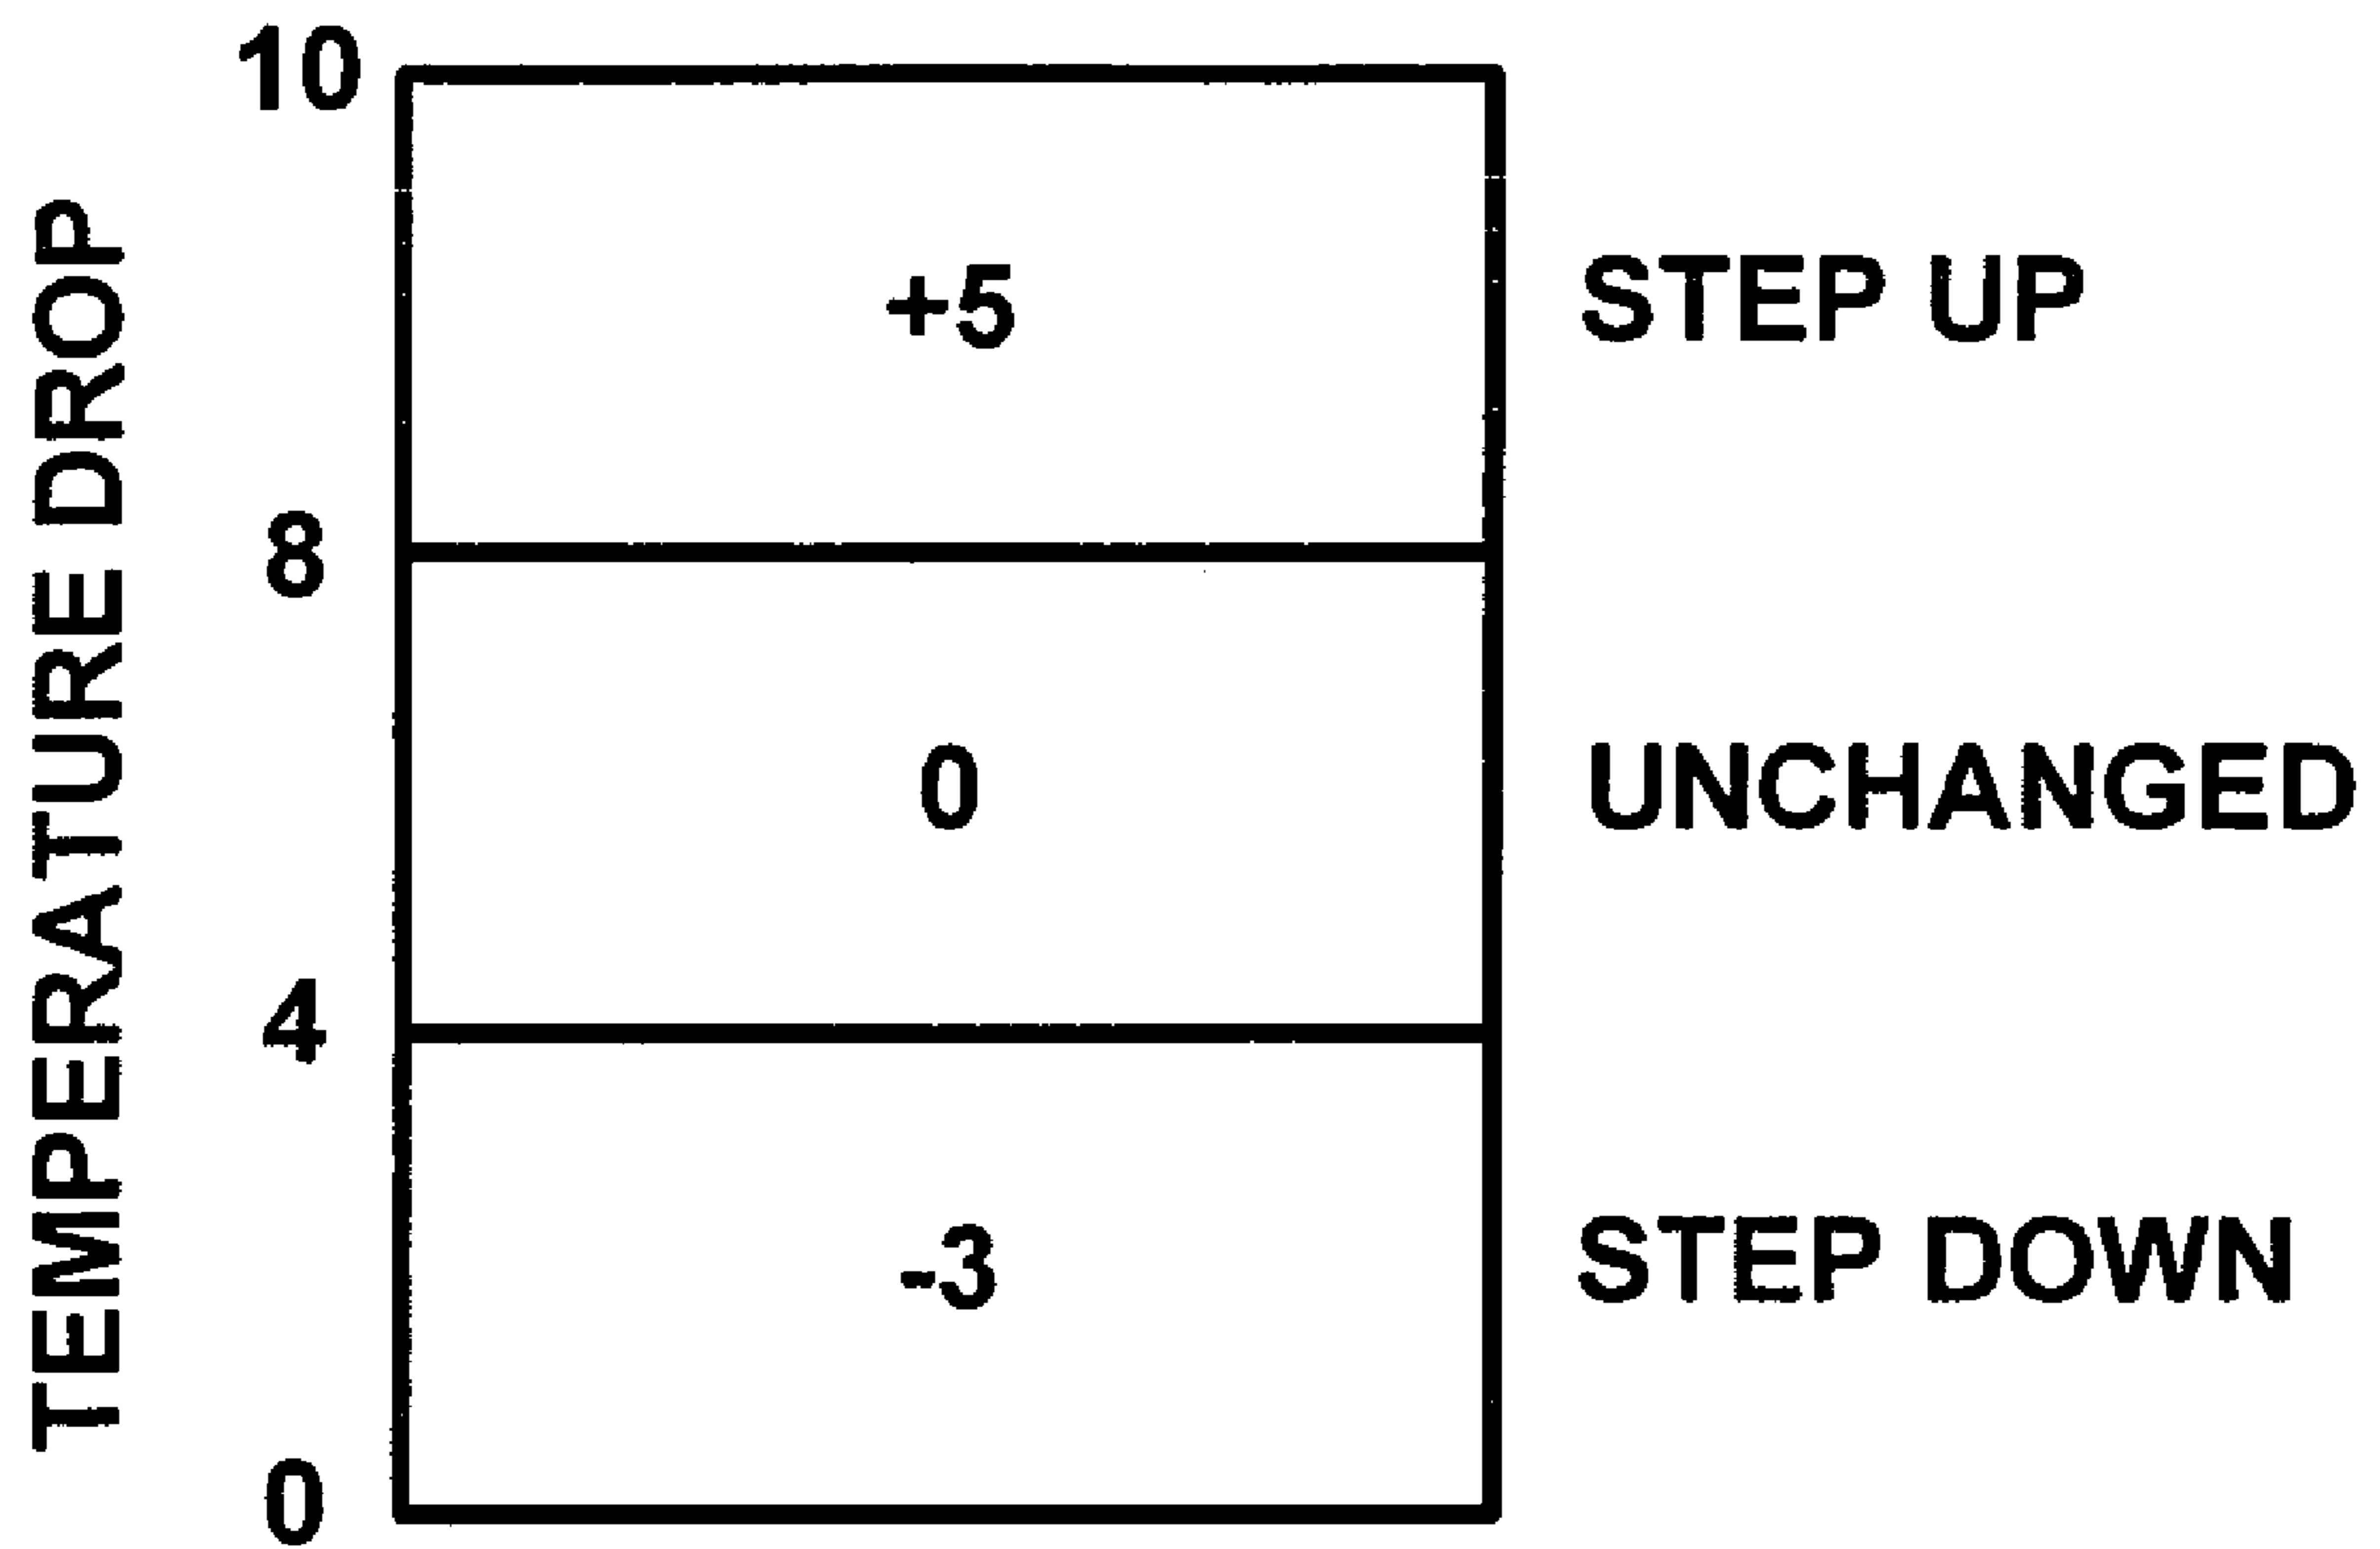 TEMPERATURE DROP
10
+5
STEP UP
8
0
UNCHANGED
4
-3
STEP DOWN
0